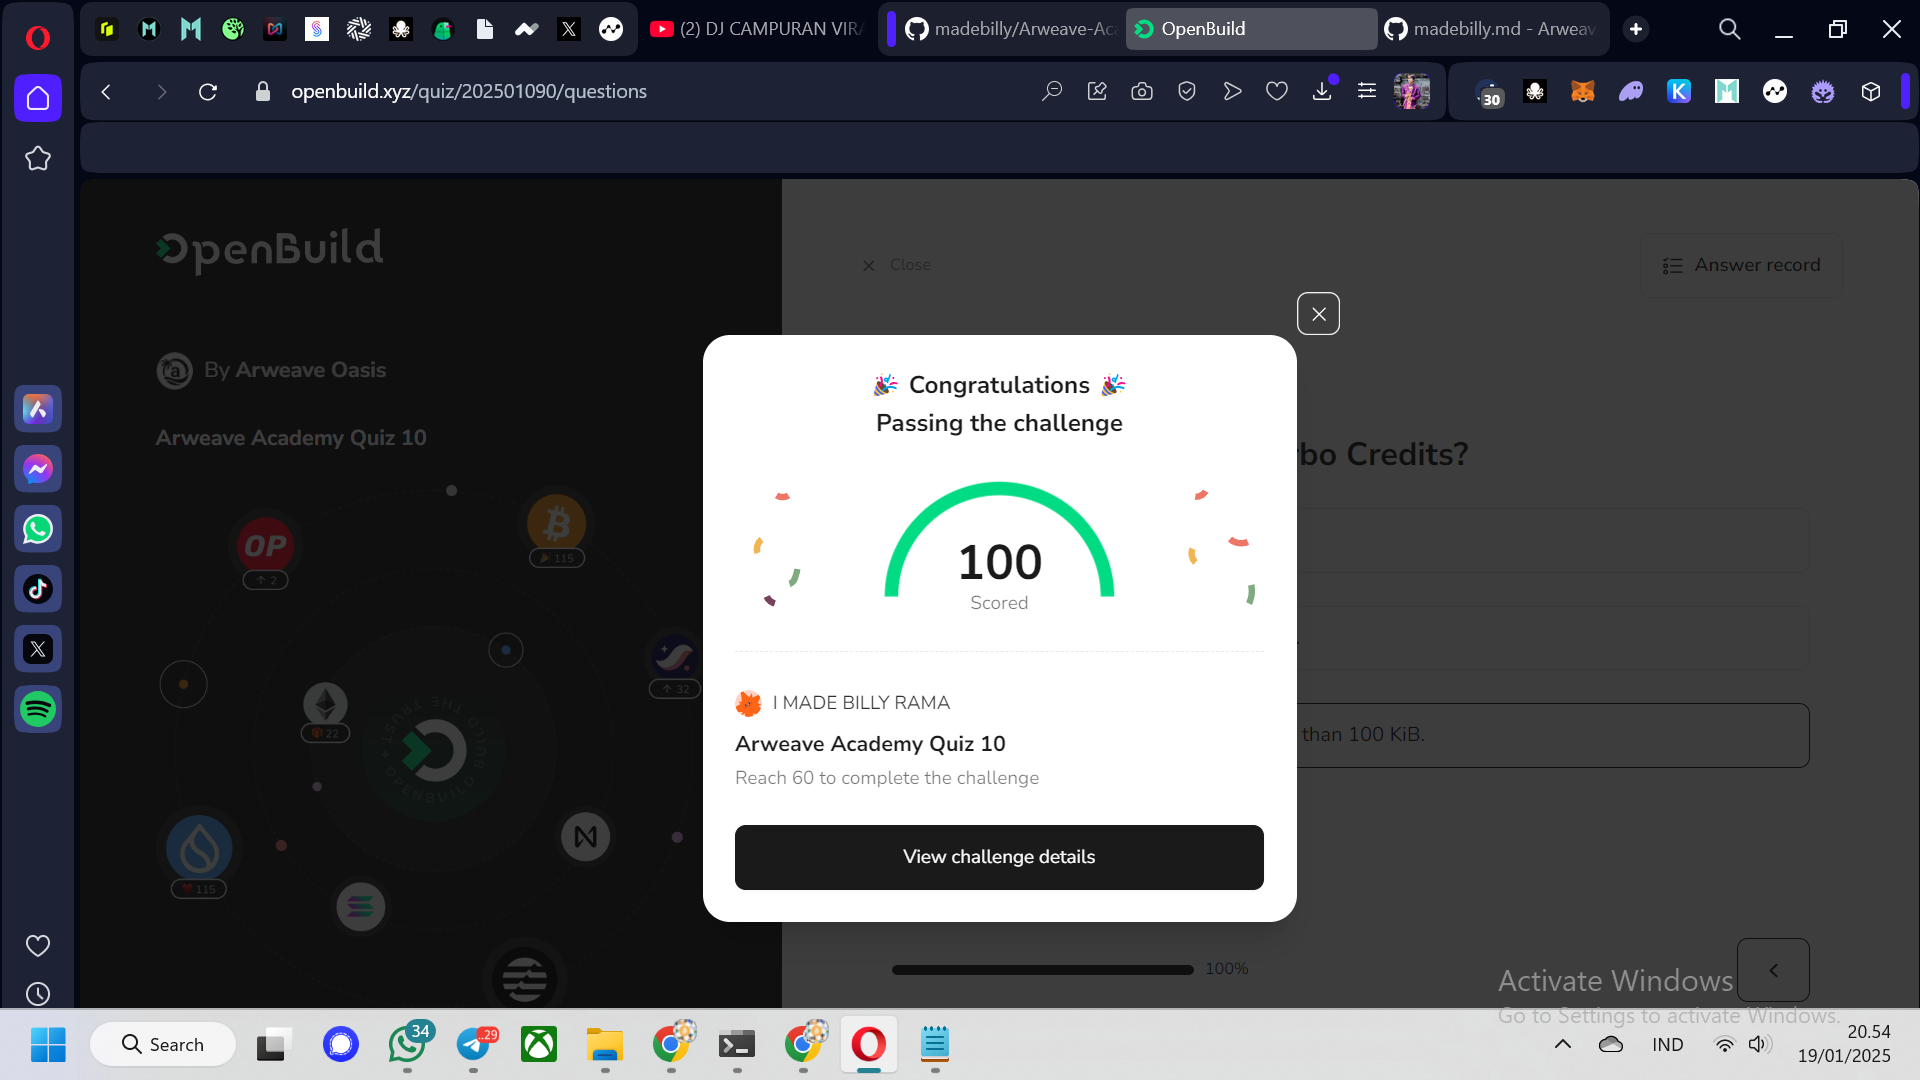 (2) DJ CAMPURAN VIRA
madebilly/Arweave-Aca
OpenBuild
madebilly.md - Arweav
openbuild.xyz/quiz/202501090/questions
30
OpenBuild
Close
Answer record
By Arweave Oasis
Arweave Academy Quiz 10
rbo Credits?
than 100 KiB.
Congratulations
Passing the challenge
100
Scored
I MADE BILLY RAMA
Arweave Academy Quiz 10
Reach 60 to complete the challenge
View challenge details
OP
2
115
32
22
115
100%
Activate Windows
Go to Settings to activate Windows.
Search
34
..29
IND
20.54
19/01/2025